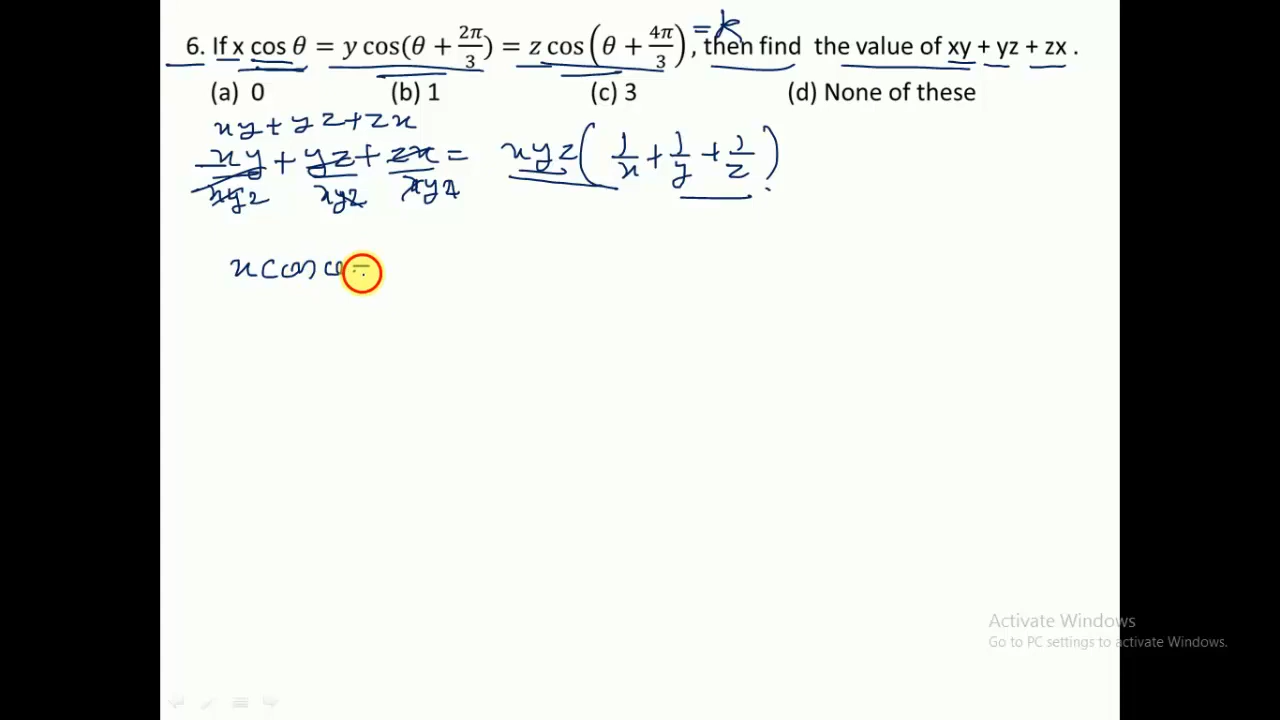 6. If x cos θ = y cos(θ + 2π/3) = z cos(θ + 4π/3), = k then find the value of xy + yz + zx .
(a) 0 (b) 1 (c) 3 (d) None of these
xy + yz + zx
xy/xyz + yz/xyz + zx/xyz = xyz(1/x + 1/y + 1/z)
x cos
Activate Windows
Go to PC settings to activate Windows.